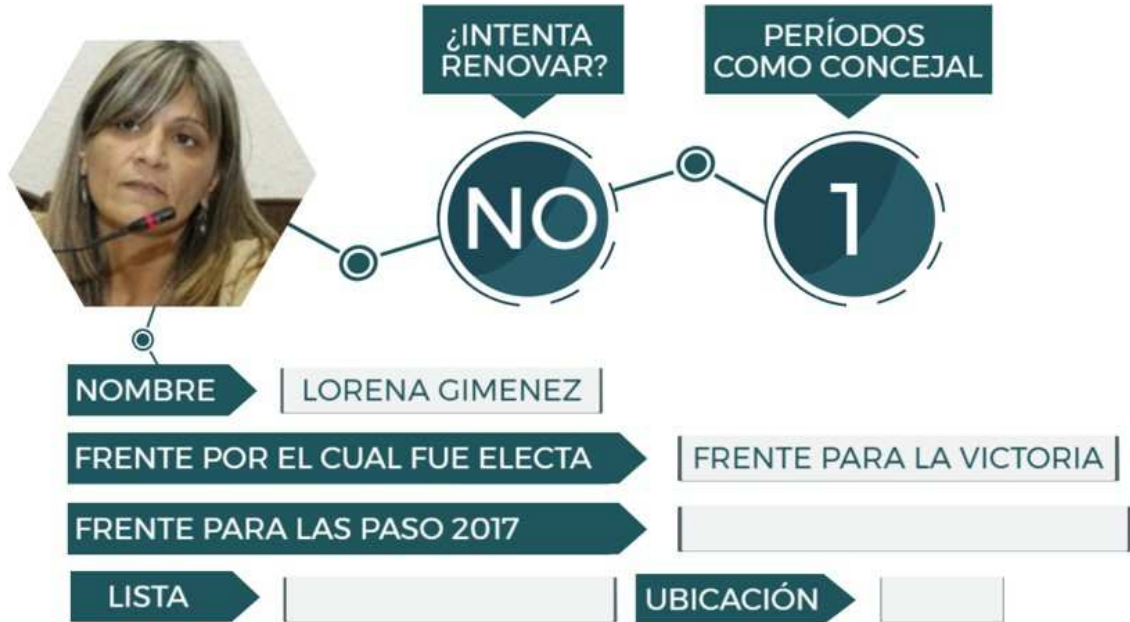 ¿INTENTA
RENOVAR?
PERÍODOS
COMO CONCEJAL
NO
1
NOMBRE
LORENA GIMENEZ
FRENTE POR EL CUAL FUE ELECTA
FRENTE PARA LA VICTORIA
FRENTE PARA LAS PASO 2017
LISTA
UBICACIÓN